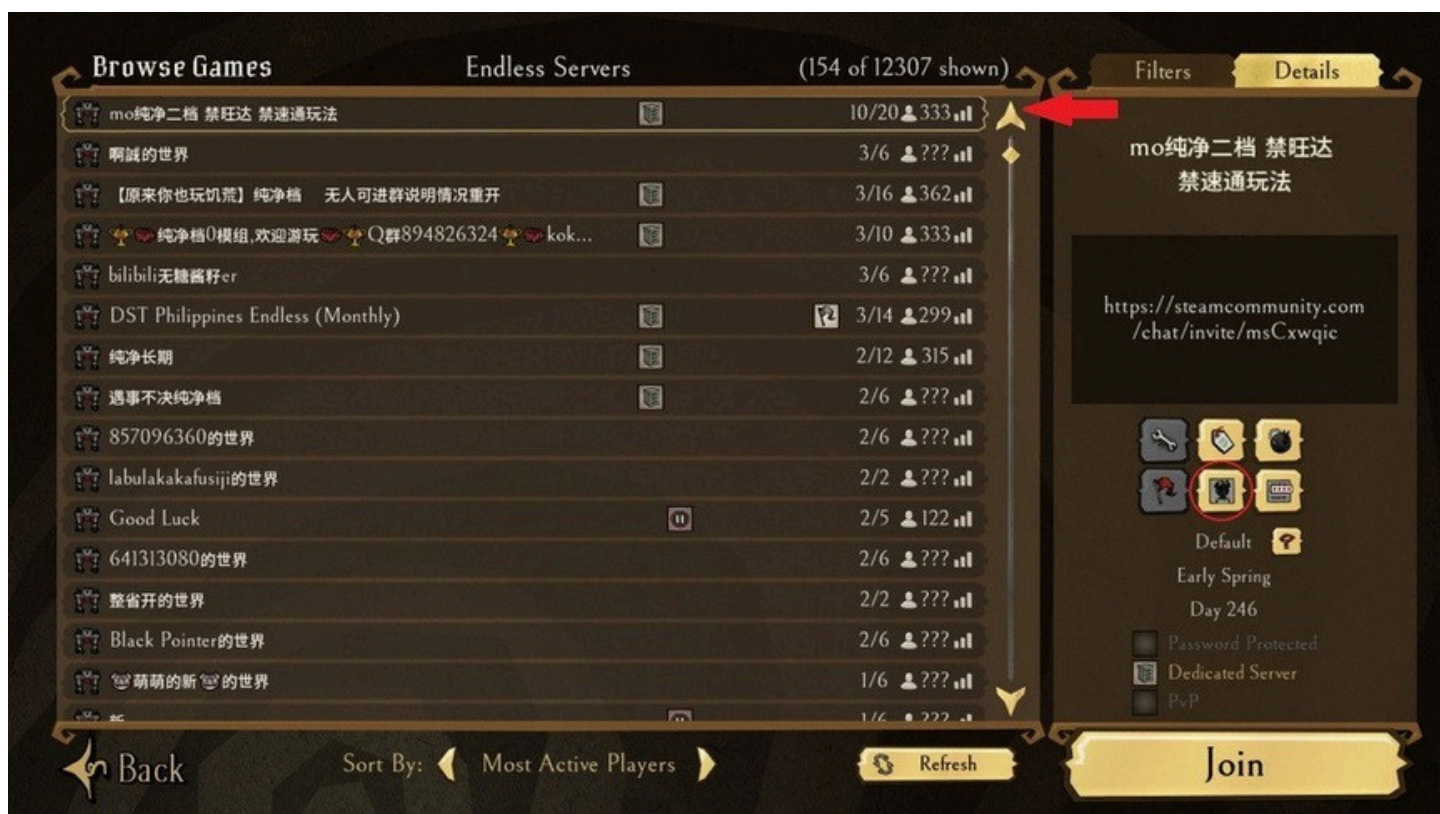 Browse Games
Endless Servers
(154 of 12307 shown)
mo纯净二档 禁旺达 禁速通玩法
10/20 333
啊誠的世界
3/6 ???
【原来你也玩饥荒】纯净档 无人可进群说明情况重开
3/16 362
纯净档0模组,欢迎游玩 Q群894826324 kok...
3/10 333
bilibili无糖酱籽er
3/6 ???
DST Philippines Endless (Monthly)
3/14 299
纯净长期
2/12 315
遇事不决纯净档
2/6 ???
857096360的世界
2/6 ???
labulakakafusiji的世界
2/2 ???
Good Luck
2/5 122
641313080的世界
2/6 ???
整省开的世界
2/2 ???
Black Pointer的世界
2/6 ???
萌萌的新的世界
1/6 ???
1/6 ???
Back
Sort By:
Most Active Players
Refresh
Filters
Details
mo纯净二档 禁旺达
禁速通玩法
https://steamcommunity.com
/chat/invite/msCxwqic
Default
Early Spring
Day 246
Password Protected
Dedicated Server
PvP
Join